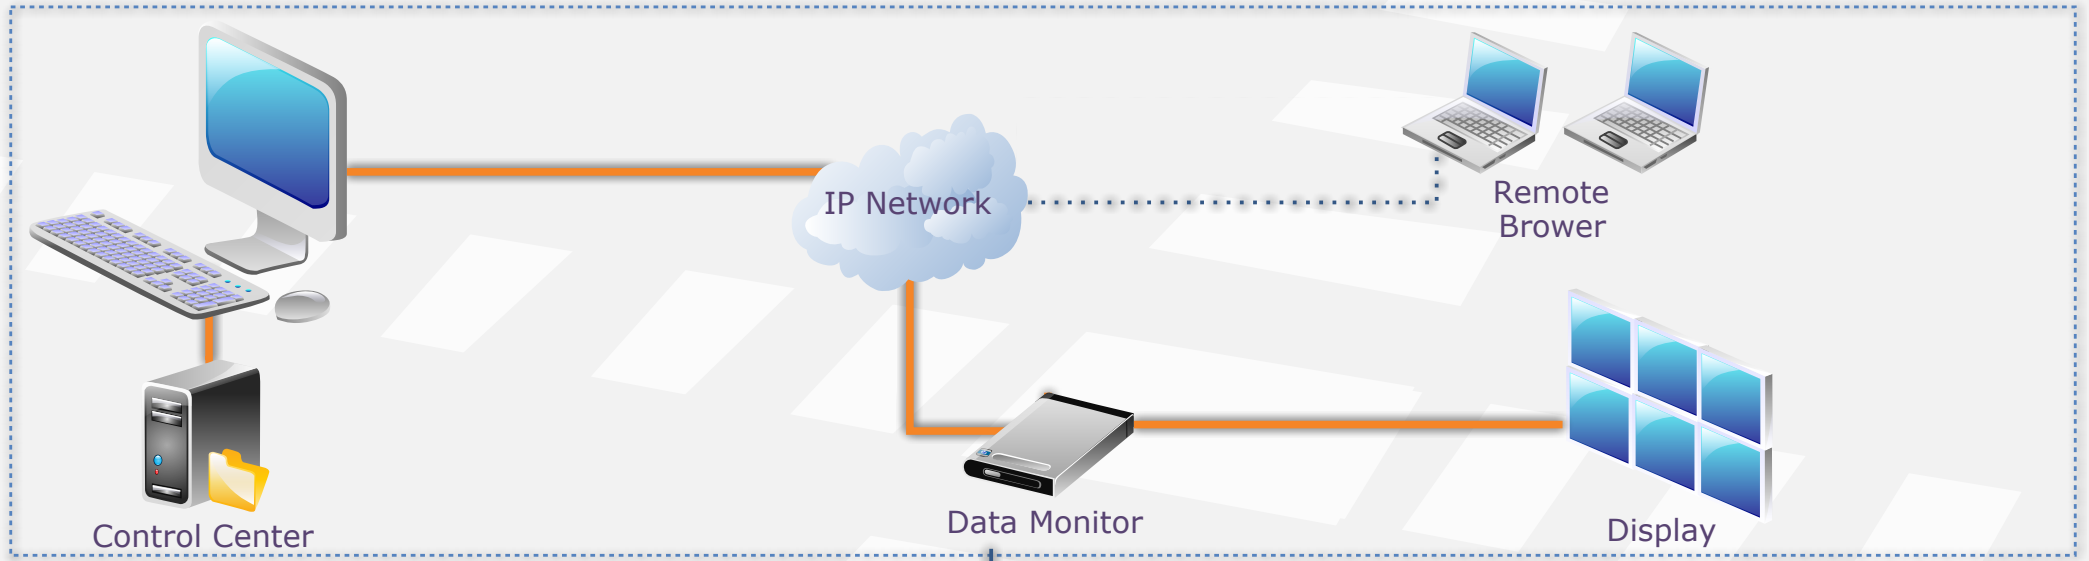 IP Network
Remote
Brower
Control Center
Data Monitor
Display